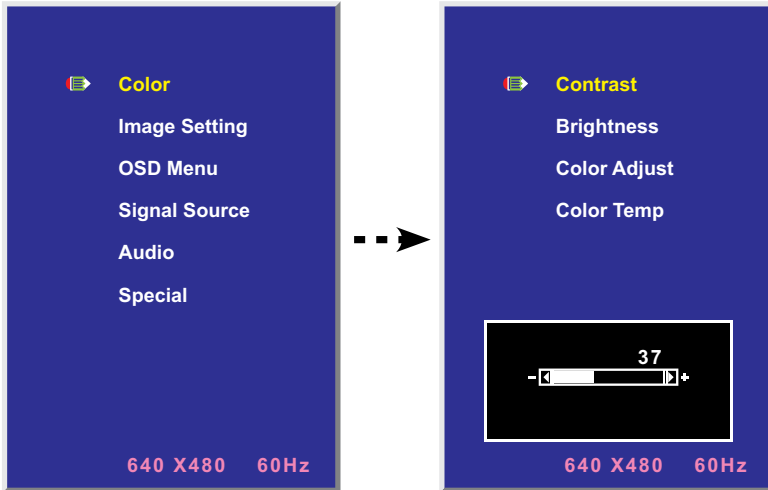 Color
Image Setting
OSD Menu
Signal Source
Audio
Special
640 X480 60Hz
Contrast
Brightness
Color Adjust
Color Temp
37
- +
640 X480 60Hz